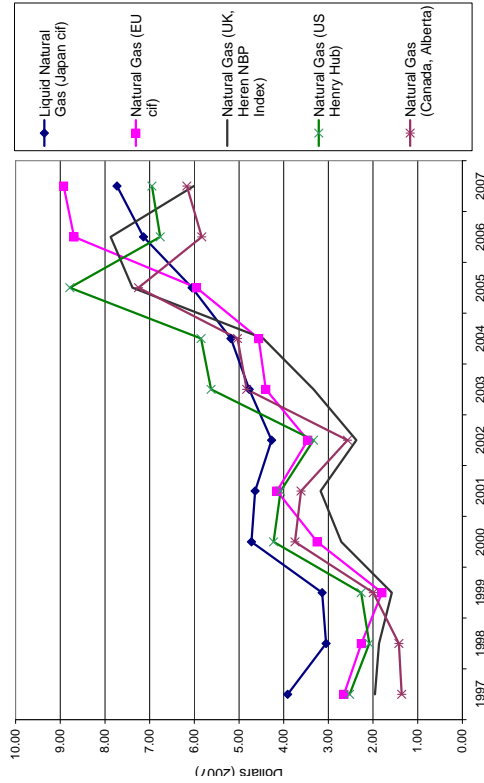 Dollars (2007)
10.00
9.00
8.00
7.00
6.00
5.00
4.00
3.00
2.00
1.00
0.00
1997
1998
1999
2000
2001
2002
2003
2004
2005
2006
2007
Liquid Natural
Gas (Japan cif)
Natural Gas (EU
cif)
Natural Gas (UK,
Heren NBP
Index)
Natural Gas (US
Henry Hub)
Natural Gas
(Canada, Alberta)